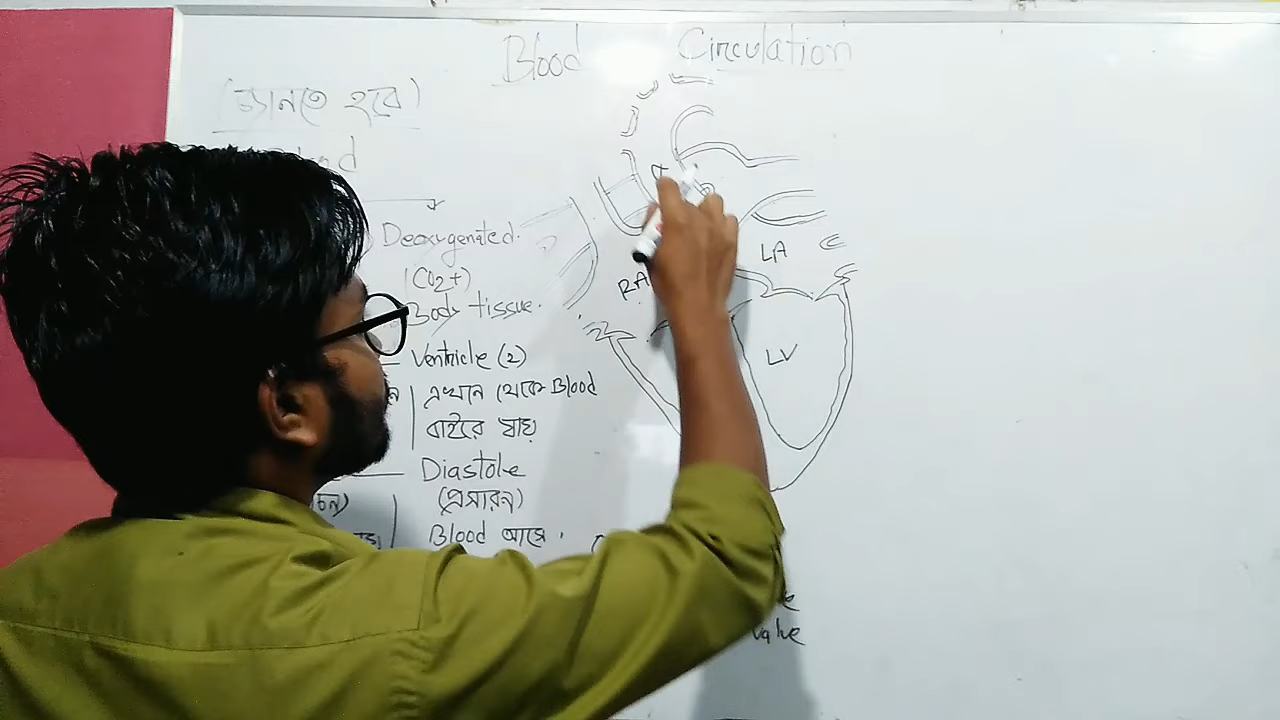 Blood Circulation
(জানতে হবে)
Deoxygenated.
(CO2+)
Body tissue.
Ventricle (2)
এখান থেকে Blood
বাইরে যায়
Diastole
(প্রসারন)
Blood আসে.
LA
RA
LV
valve